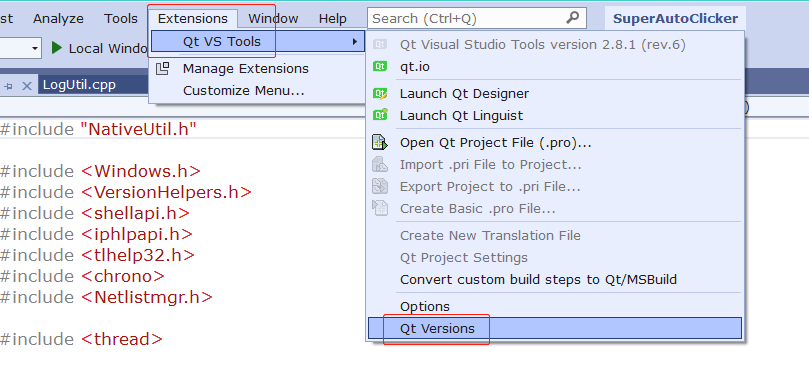 st Analyze Tools Extensions Window Help Search (Ctrl+Q) SuperAutoClicker
Local Windo
Qt VS Tools
Manage Extensions
Customize Menu...
Qt Visual Studio Tools version 2.8.1 (rev.6)
qt.io
Launch Qt Designer
Launch Qt Linguist
Open Qt Project File (.pro)...
Import .pri File to Project...
Export Project to .pri File...
Create Basic .pro File...
Create New Translation File
Qt Project Settings
Convert custom build steps to Qt/MSBuild
Options
Qt Versions
LogUtil.cpp
#include "NativeUtil.h"
#include <Windows.h>
#include <VersionHelpers.h>
#include <shellapi.h>
#include <iphlpapi.h>
#include <tlhelp32.h>
#include <chrono>
#include <Netlistmgr.h>
#include <thread>